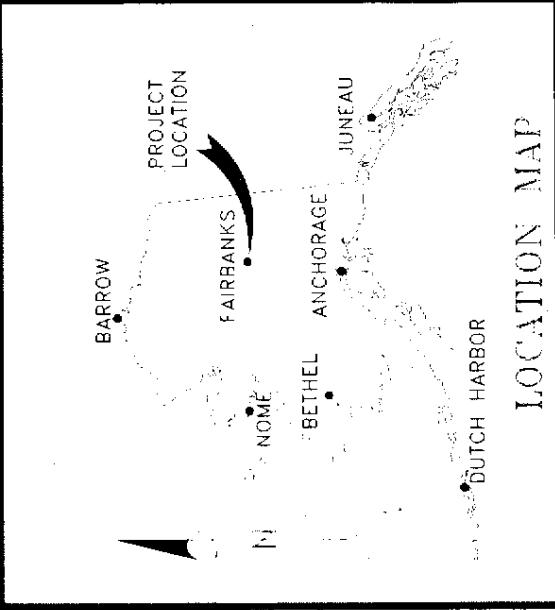 BARROW
PROJECT
LOCATION
FAIRBANKS
NOME
BETHEL
ANCHORAGE
JUNEAU
N
DUTCH HARBOR
LOCATION MAP